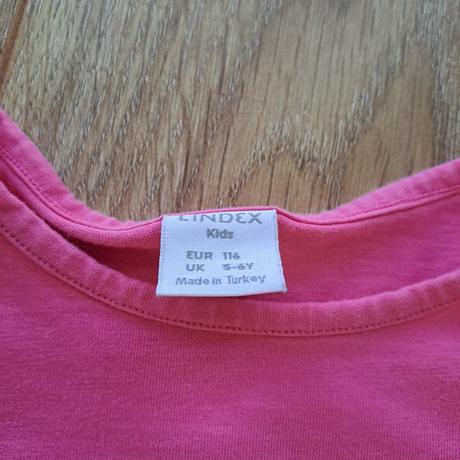 LINDEX
Kids
EUR 116
UK 5-6Y
Made in Turkey